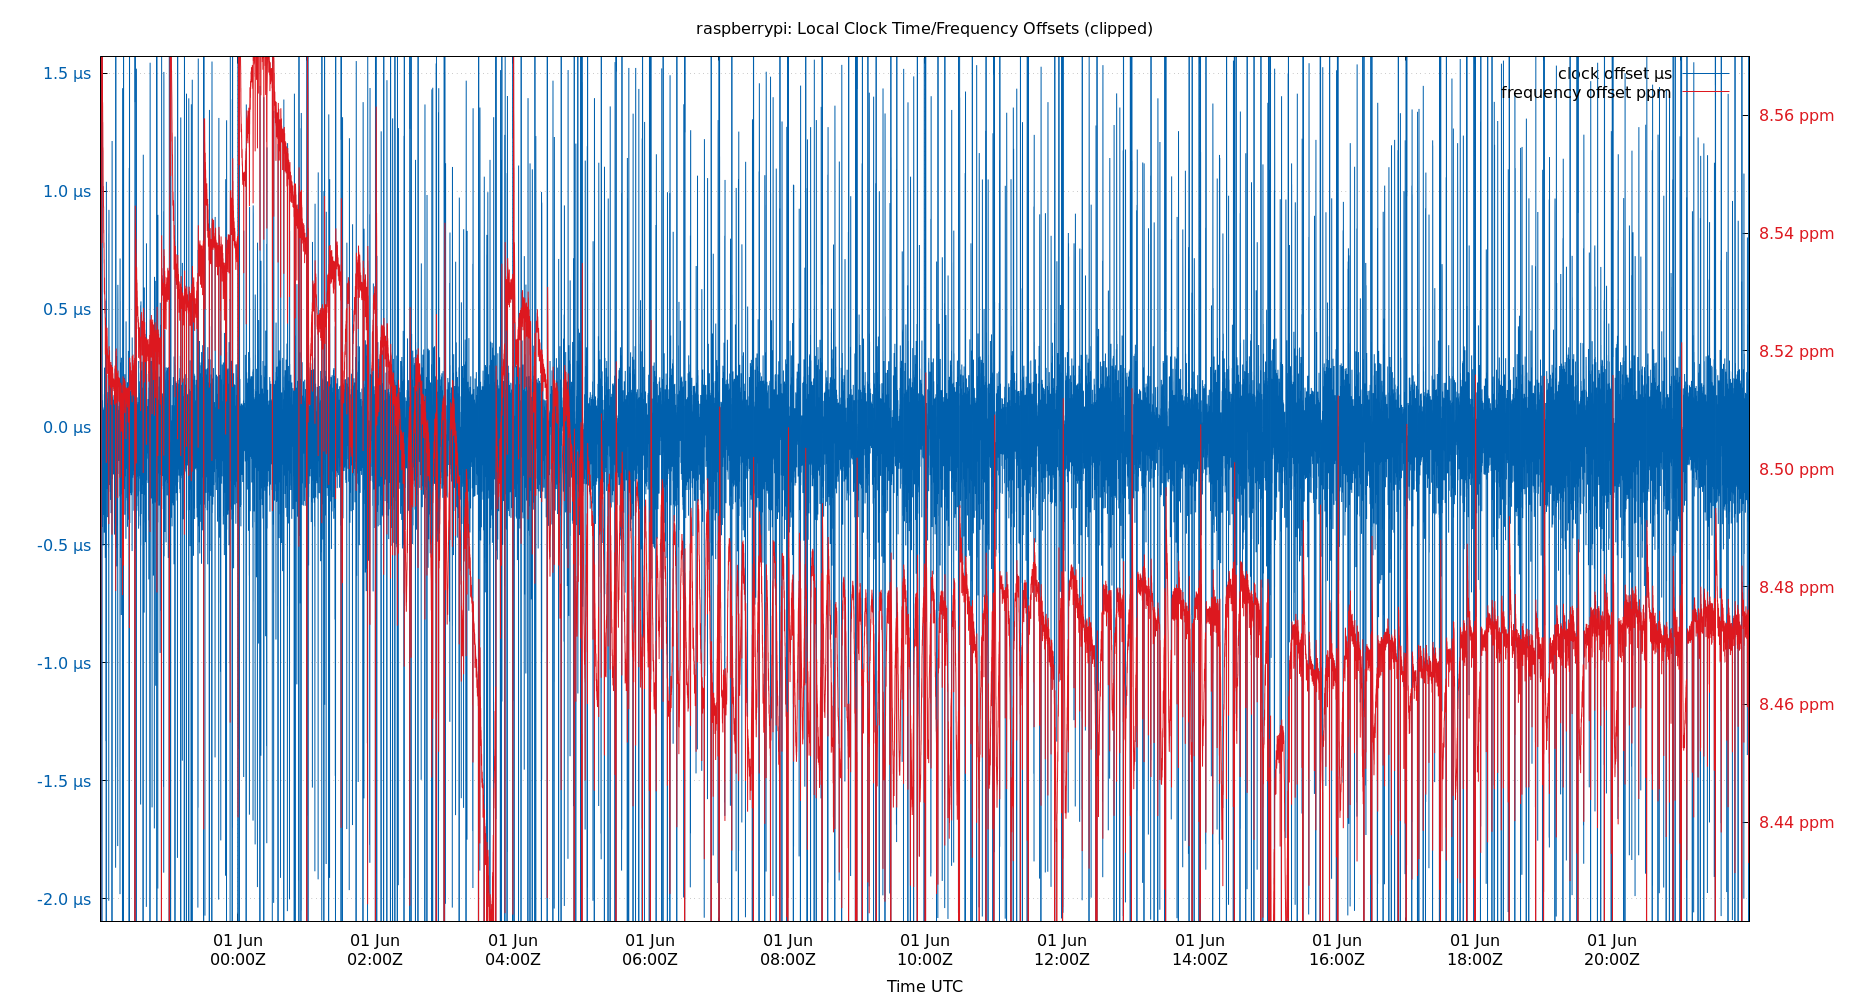 raspberrypi: Local Clock Time/Frequency Offsets (clipped)
clock offset µs
frequency offset ppm
1.5 µs
1.0 µs
0.5 µs
0.0 µs
-0.5 µs
-1.0 µs
-1.5 µs
-2.0 µs
8.56 ppm
8.54 ppm
8.52 ppm
8.50 ppm
8.48 ppm
8.46 ppm
8.44 ppm
01 Jun 01 Jun 01 Jun 01 Jun 01 Jun 01 Jun 01 Jun 01 Jun 01 Jun 01 Jun 01 Jun
00:00Z 02:00Z 04:00Z 06:00Z 08:00Z 10:00Z 12:00Z 14:00Z 16:00Z 18:00Z 20:00Z
Time UTC